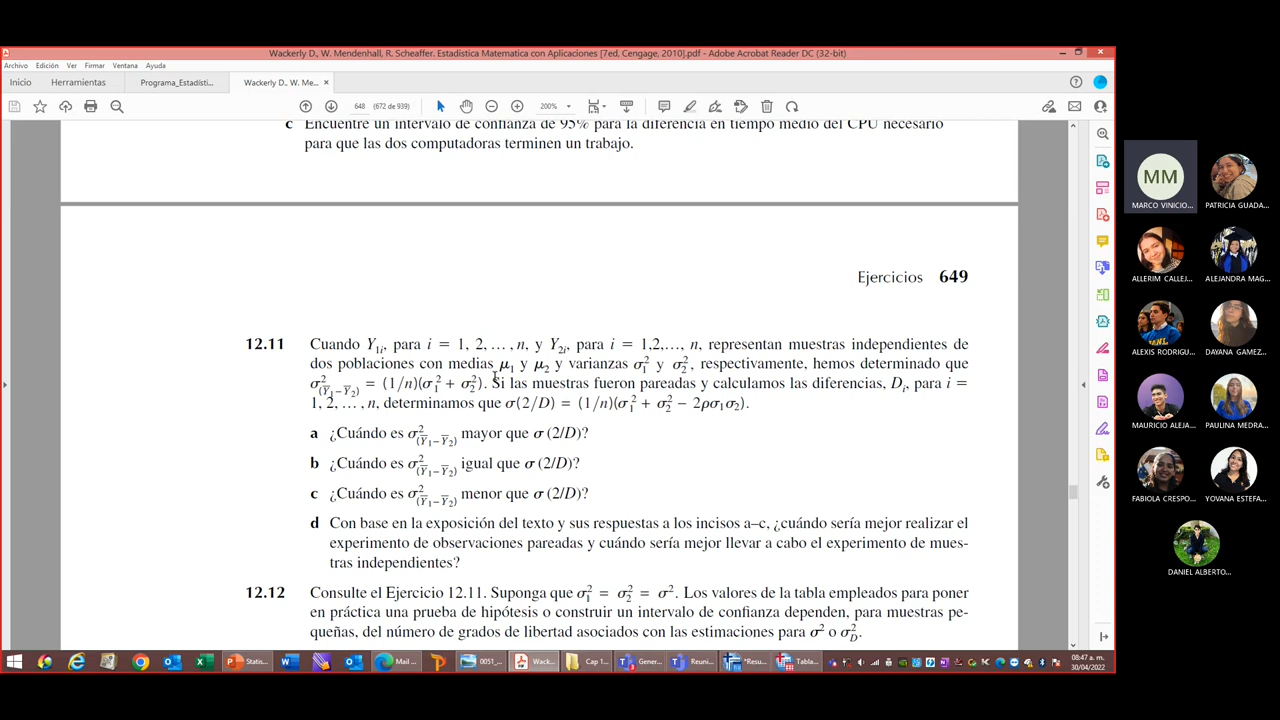 Wackerly D., W. Mendenhall, R. Scheaffer. Estadística Matematica con Aplicaciones [7ed, Cengage, 2010].pdf - Adobe Acrobat Reader DC (32-bit)
Archivo Edición Ver Firmar Ventana Ayuda
Inicio Herramientas Programa_Estadísti... Wackerly D., W. Me... ×
648 (672 de 939) 200%
c Encuentre un intervalo de confianza de 95% para la diferencia en tiempo medio del CPU necesario
para que las dos computadoras terminen un trabajo.
Ejercicios 649
12.11 Cuando Y₁ᵢ, para i = 1, 2, … , n, y Y₂ᵢ, para i = 1,2,…, n, representan muestras independientes de
dos poblaciones con medias μ₁ y μ₂ y varianzas σ₁² y σ₂², respectivamente, hemos determinado que
σ²(Ȳ₁−Ȳ₂) = (1/n)(σ₁² + σ₂²). Si las muestras fueron pareadas y calculamos las diferencias, Dᵢ, para i =
1, 2, … , n, determinamos que σ(2/D) = (1/n)(σ₁² + σ₂² − 2ρσ₁σ₂).
a ¿Cuándo es σ²(Ȳ₁−Ȳ₂) mayor que σ (2/D)?
b ¿Cuándo es σ²(Ȳ₁−Ȳ₂) igual que σ (2/D)?
c ¿Cuándo es σ²(Ȳ₁−Ȳ₂) menor que σ (2/D)?
d Con base en la exposición del texto y sus respuestas a los incisos a–c, ¿cuándo sería mejor realizar el
experimento de observaciones pareadas y cuándo sería mejor llevar a cabo el experimento de mues-
tras independientes?
12.12 Consulte el Ejercicio 12.11. Suponga que σ₁² = σ₂² = σ². Los valores de la tabla empleados para poner
en práctica una prueba de hipótesis o construir un intervalo de confianza dependen, para muestras pe-
queñas, del número de grados de libertad asociados con las estimaciones para σ² o σ²_D.
Statis... Mail ... 0051_... Wack... Cap 1... Gener... Reuni... *Resu... Tabla...
08:47 a. m.
30/04/2022
MM
MARCO VINICIO... PATRICIA GUADA...
ALLERIM CALLEJ... ALEJANDRA MAG...
ALEXIS RODRIGU... DAYANA GAMEZ...
MAURICIO ALEJA... PAULINA MEDRA...
FABIOLA CRESPO... YOVANA ESTEFA...
DANIEL ALBERTO...